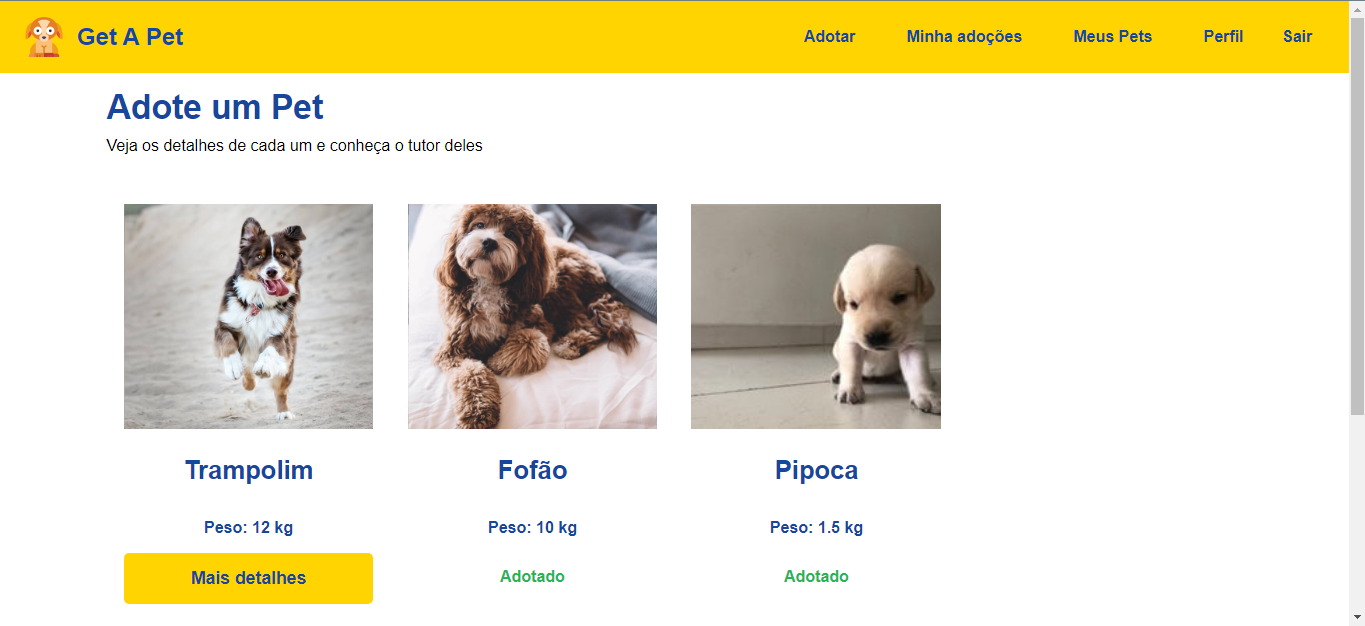 Get A Pet
Adotar
Minha adoções
Meus Pets
Perfil
Sair
Adote um Pet
Veja os detalhes de cada um e conheça o tutor deles
Trampolim
Fofão
Pipoca
Peso: 12 kg
Peso: 10 kg
Peso: 1.5 kg
Mais detalhes
Adotado
Adotado